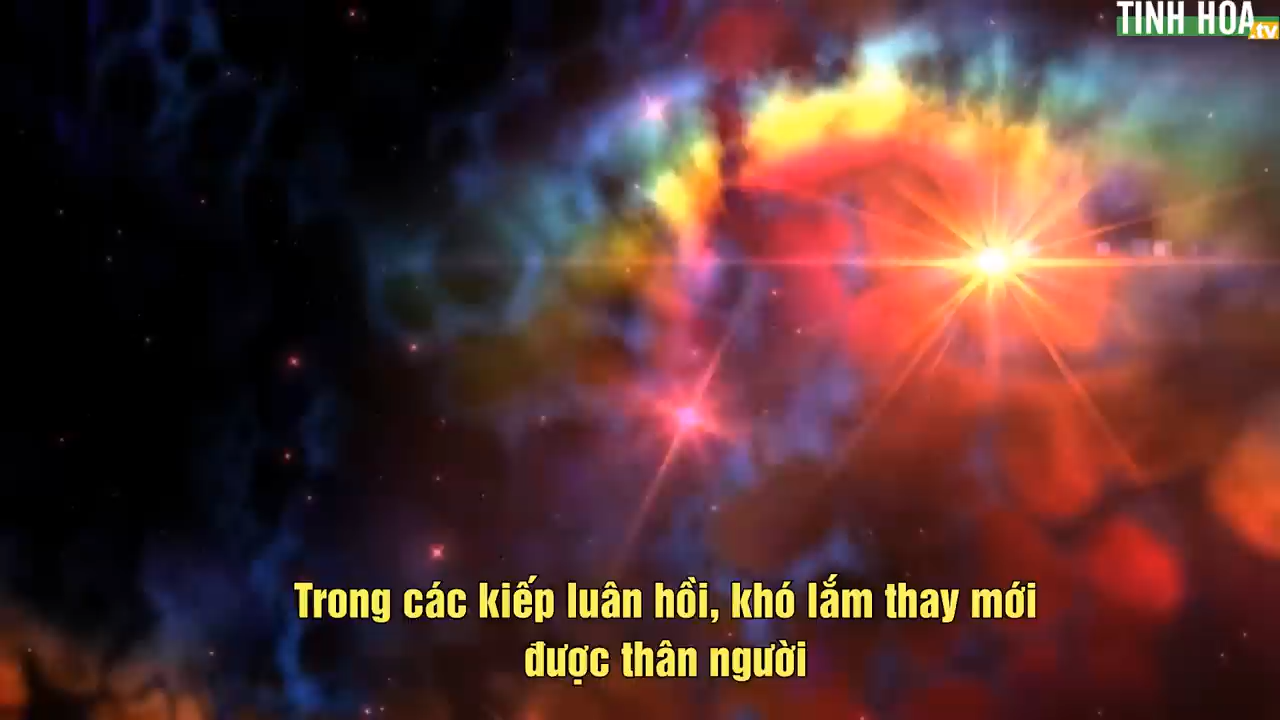 TINH HOA
.tv
Trong các kiếp luân hồi, khó lắm thay mới
được thân người